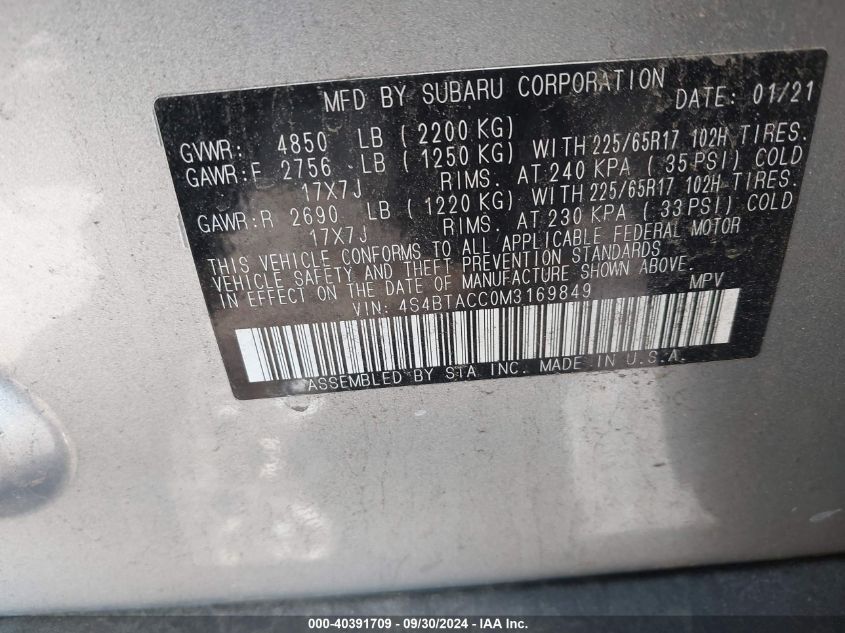 MFD BY SUBARU CORPORATION DATE: 01/21
GVWR: 4850 LB (2200 KG)
GAWR:F 2756 LB (1250 KG) WITH 225/65R17 102H TIRES.
17X7J RIMS. AT 240 KPA (35 PSI) COLD
GAWR:R 2690 LB (1220 KG) WITH 225/65R17 102H TIRES.
17X7J RIMS. AT 230 KPA (33 PSI) COLD
THIS VEHICLE CONFORMS TO ALL APPLICABLE FEDERAL MOTOR
VEHICLE SAFETY AND THEFT PREVENTION STANDARDS
IN EFFECT ON THE DATE OF MANUFACTURE SHOWN ABOVE.
VIN: 4S4BTACC0M3169849 MPV
ASSEMBLED BY STA INC. MADE IN U.S.A.
000-40391709 - 09/30/2024 - IAA Inc.